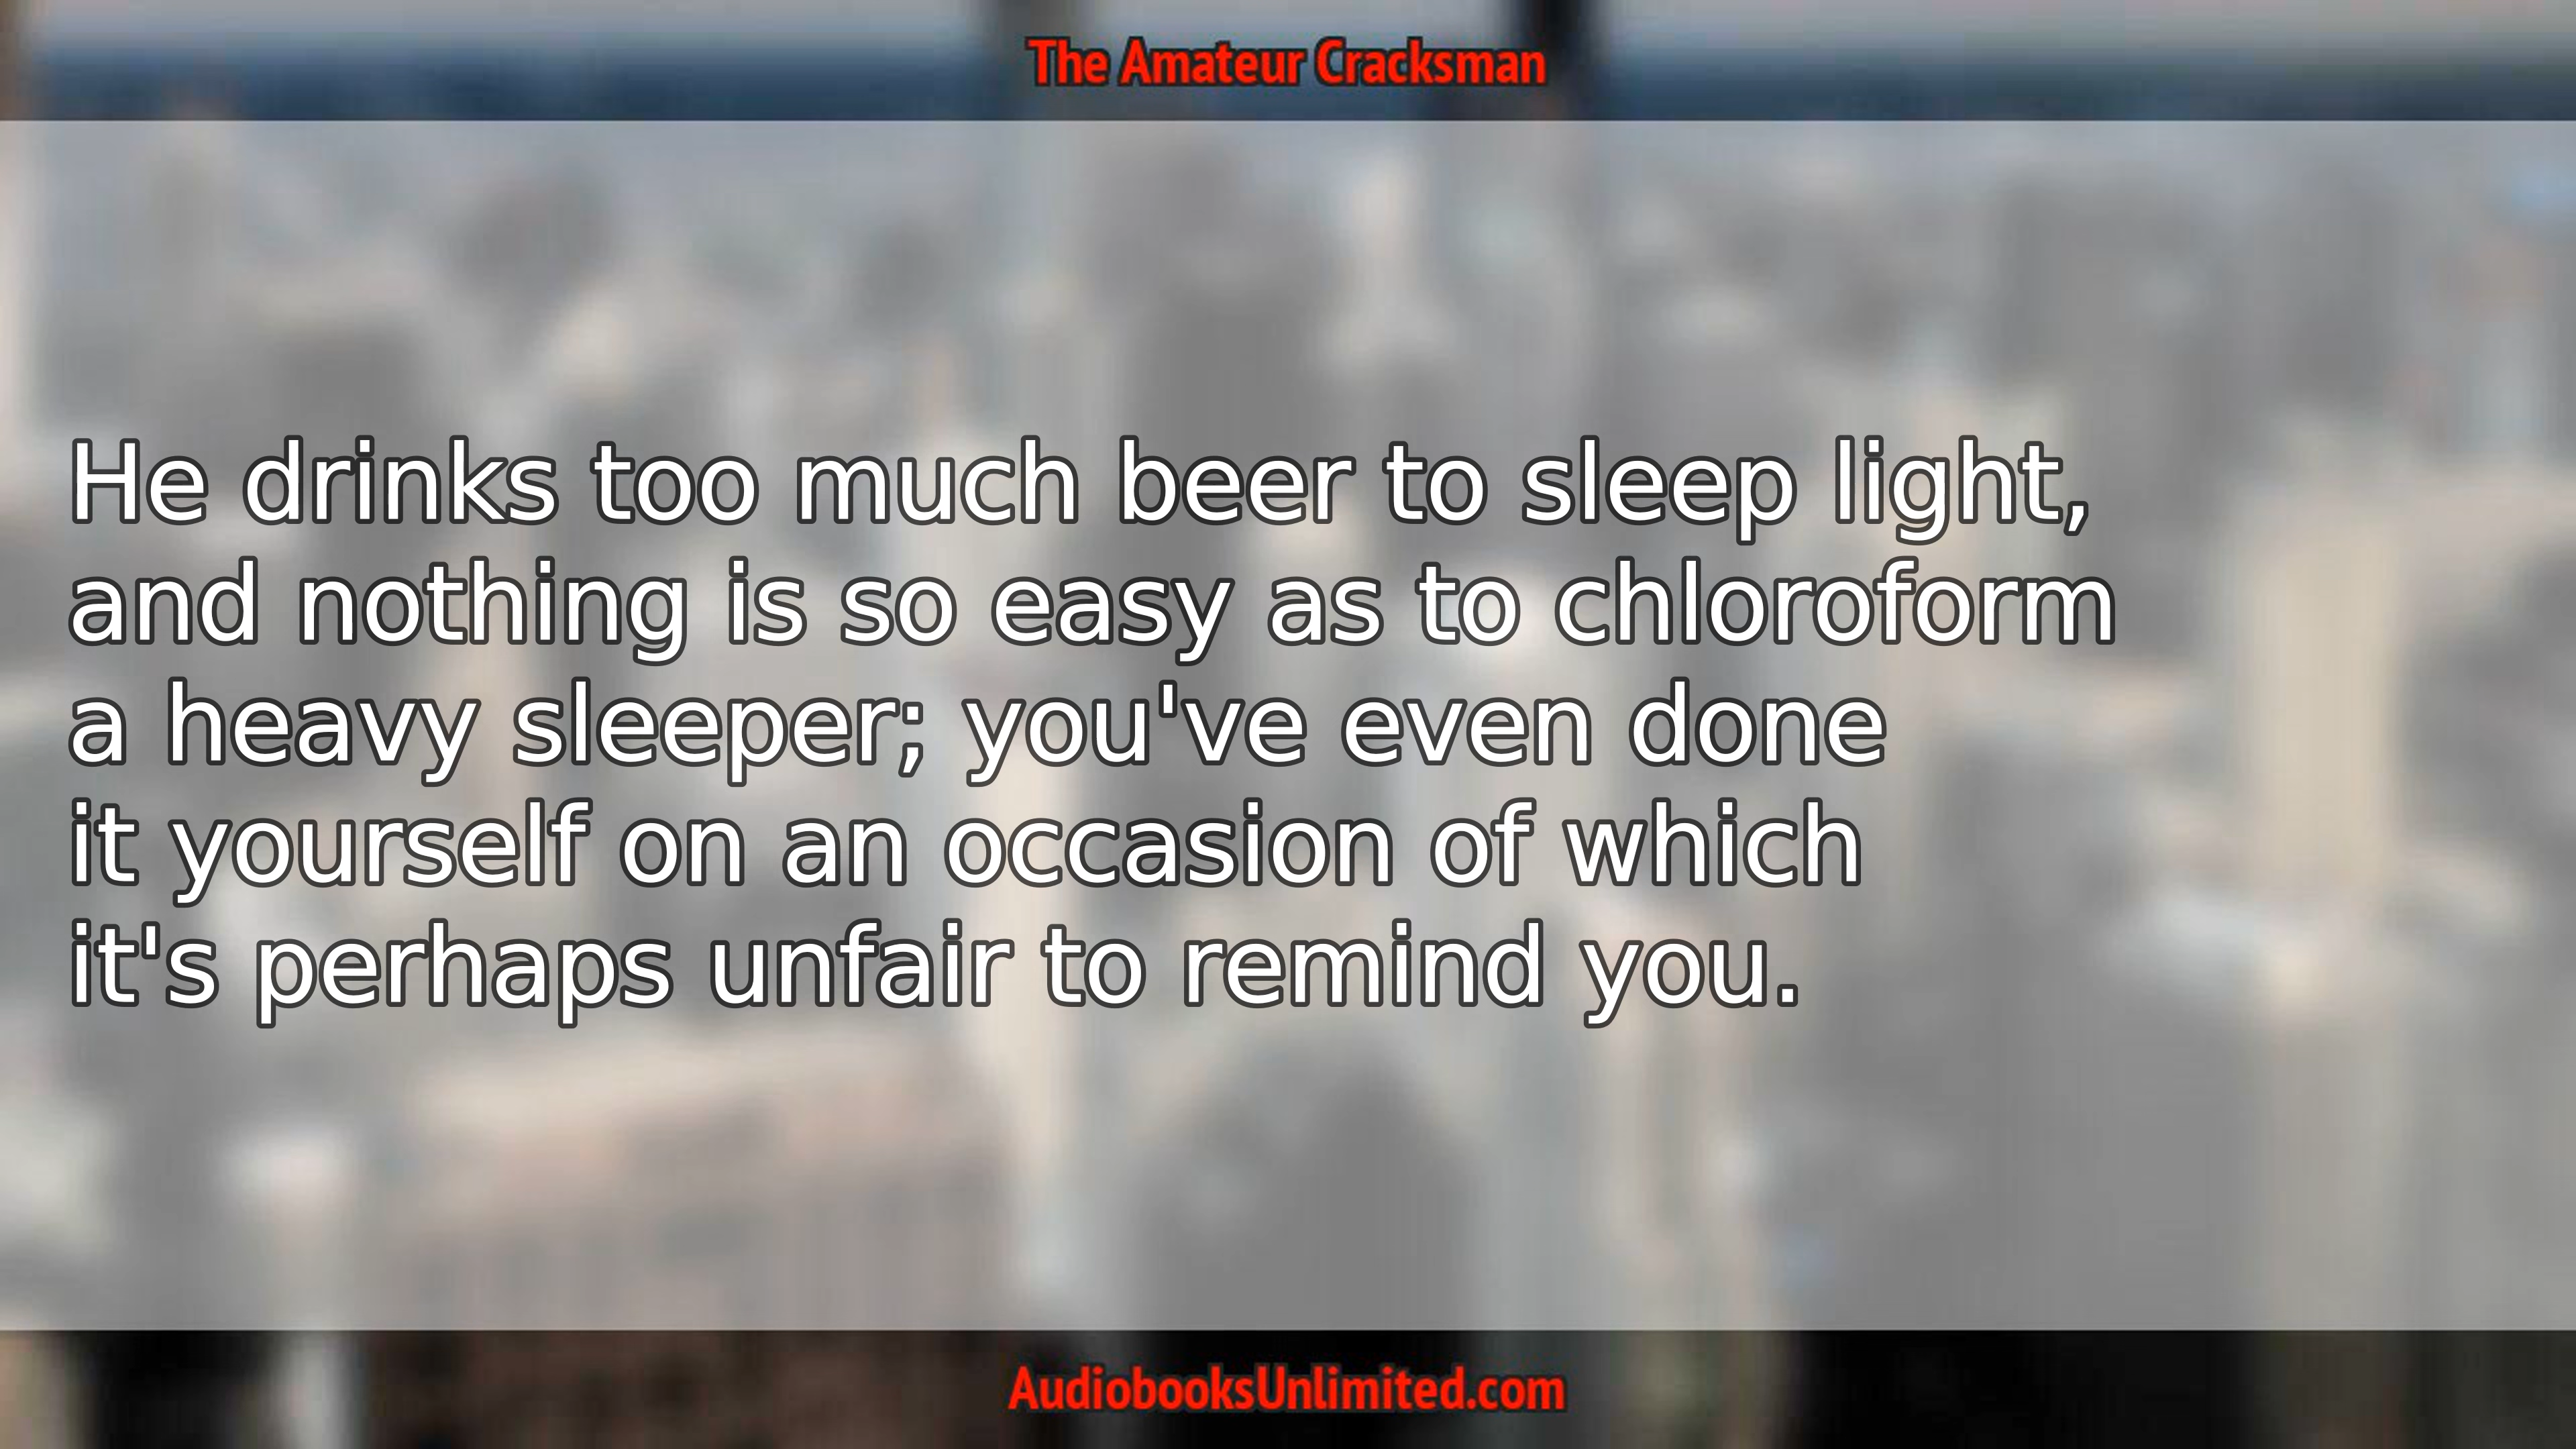 The Amateur Cracksman
He drinks too much beer to sleep light,
and nothing is so easy as to chloroform
a heavy sleeper; you've even done
it yourself on an occasion of which
it's perhaps unfair to remind you.
AudiobooksUnlimited.com